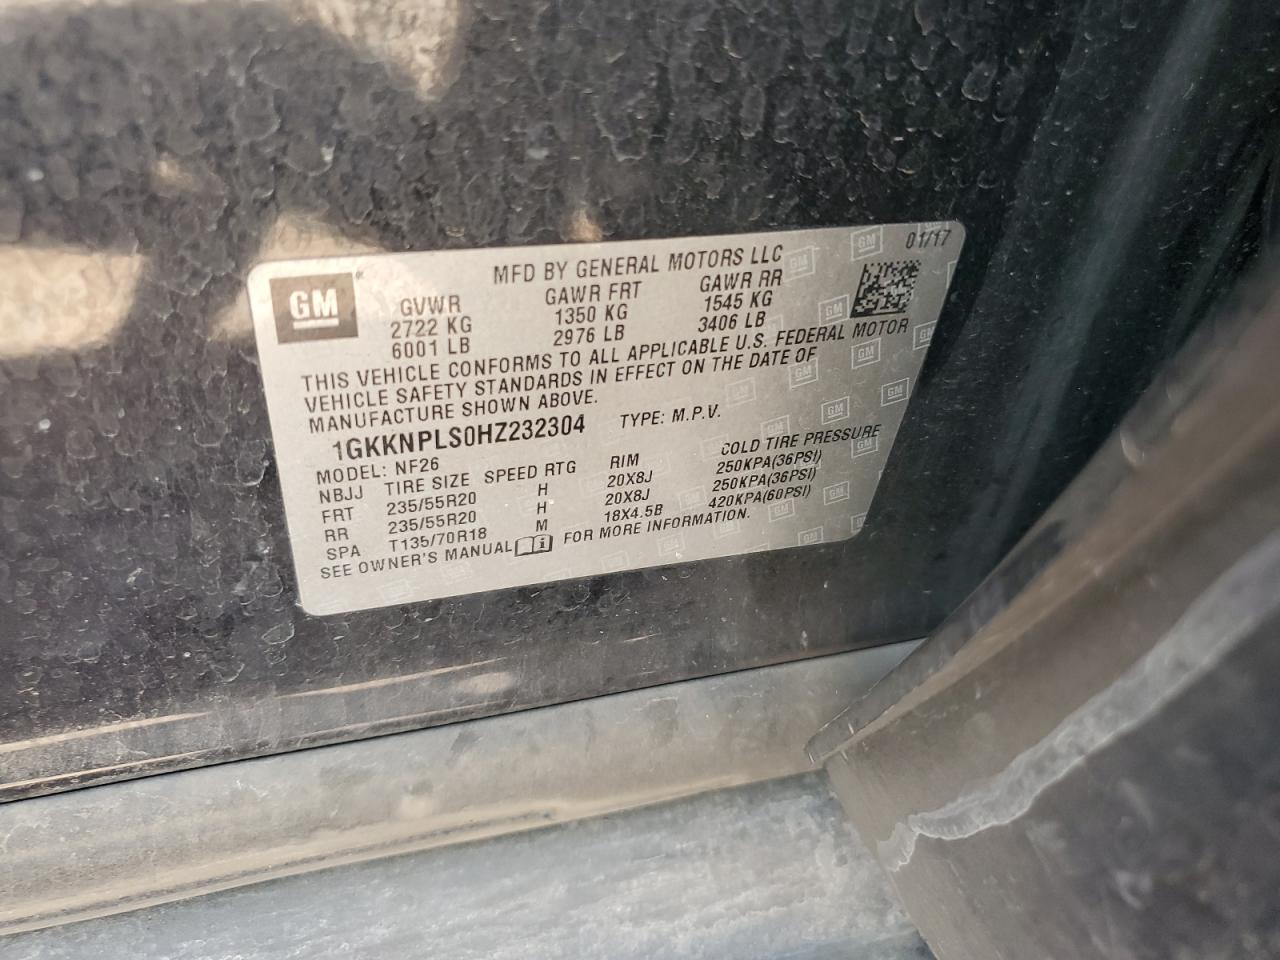 GM
MFD BY GENERAL MOTORS LLC
01/17
GVWR GAWR FRT GAWR RR
2722 KG 1350 KG 1545 KG
6001 LB 2976 LB 3406 LB
THIS VEHICLE CONFORMS TO ALL APPLICABLE U.S. FEDERAL MOTOR
VEHICLE SAFETY STANDARDS IN EFFECT ON THE DATE OF
MANUFACTURE SHOWN ABOVE.
1GKKNPLS0HZ232304 TYPE: M.P.V.
MODEL: NF26
NBJJ TIRE SIZE SPEED RTG RIM COLD TIRE PRESSURE
FRT 235/55R20 H 20X8J 250KPA(36PSI)
RR 235/55R20 H 20X8J 250KPA(36PSI)
SPA T135/70R18 M 18X4.5B 420KPA(60PSI)
SEE OWNER'S MANUAL FOR MORE INFORMATION.